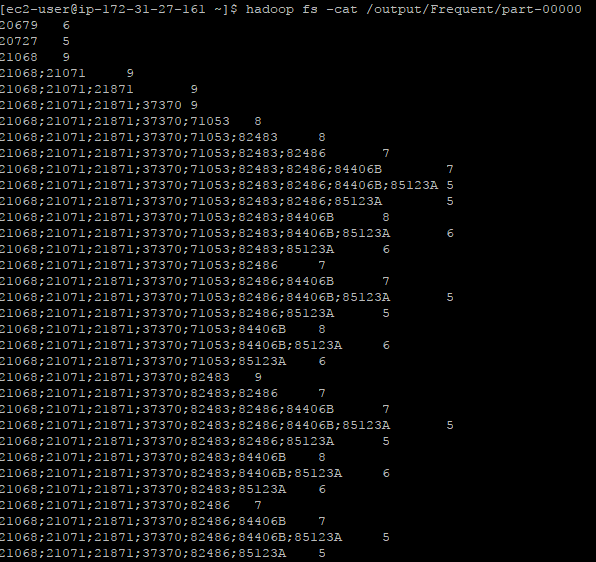 [ec2-user@ip-172-31-27-161 ~]$ hadoop fs -cat /output/Frequent/part-00000
20679 6
20727 5
21068 9
21068;21071 9
21068;21071;21871 9
21068;21071;21871;37370 9
21068;21071;21871;37370;71053 8
21068;21071;21871;37370;71053;82483 8
21068;21071;21871;37370;71053;82483;82486 7
21068;21071;21871;37370;71053;82483;82486;84406B 7
21068;21071;21871;37370;71053;82483;82486;84406B;85123A 5
21068;21071;21871;37370;71053;82483;82486;85123A 5
21068;21071;21871;37370;71053;82483;84406B 8
21068;21071;21871;37370;71053;82483;84406B;85123A 6
21068;21071;21871;37370;71053;82483;85123A 6
21068;21071;21871;37370;71053;82486 7
21068;21071;21871;37370;71053;82486;84406B 7
21068;21071;21871;37370;71053;82486;84406B;85123A 5
21068;21071;21871;37370;71053;82486;85123A 5
21068;21071;21871;37370;71053;84406B 8
21068;21071;21871;37370;71053;84406B;85123A 6
21068;21071;21871;37370;71053;85123A 6
21068;21071;21871;37370;82483 9
21068;21071;21871;37370;82483;82486 7
21068;21071;21871;37370;82483;82486;84406B 7
21068;21071;21871;37370;82483;82486;84406B;85123A 5
21068;21071;21871;37370;82483;82486;85123A 5
21068;21071;21871;37370;82483;84406B 8
21068;21071;21871;37370;82483;84406B;85123A 6
21068;21071;21871;37370;82483;85123A 6
21068;21071;21871;37370;82486 7
21068;21071;21871;37370;82486;84406B 7
21068;21071;21871;37370;82486;84406B;85123A 5
21068;21071;21871;37370;82486;85123A 5